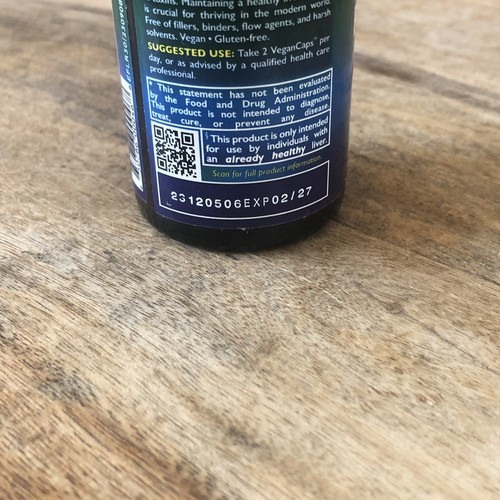 toxins. Maintaining a healthy
is crucial for thriving in the modern world.
Free of fillers, binders, flow agents, and harsh
solvents. Vegan • Gluten-free.
SUGGESTED USE: Take 2 VeganCaps™ per
day, or as advised by a qualified health care
professional.
* This statement has not been evaluated
by the Food and Drug Administration.
This product is not intended to diagnose,
treat, cure, or prevent any disease.
† This product is only intended
for use by individuals with
an already healthy liver.
Scan for full product information.
23120506EXP02/27